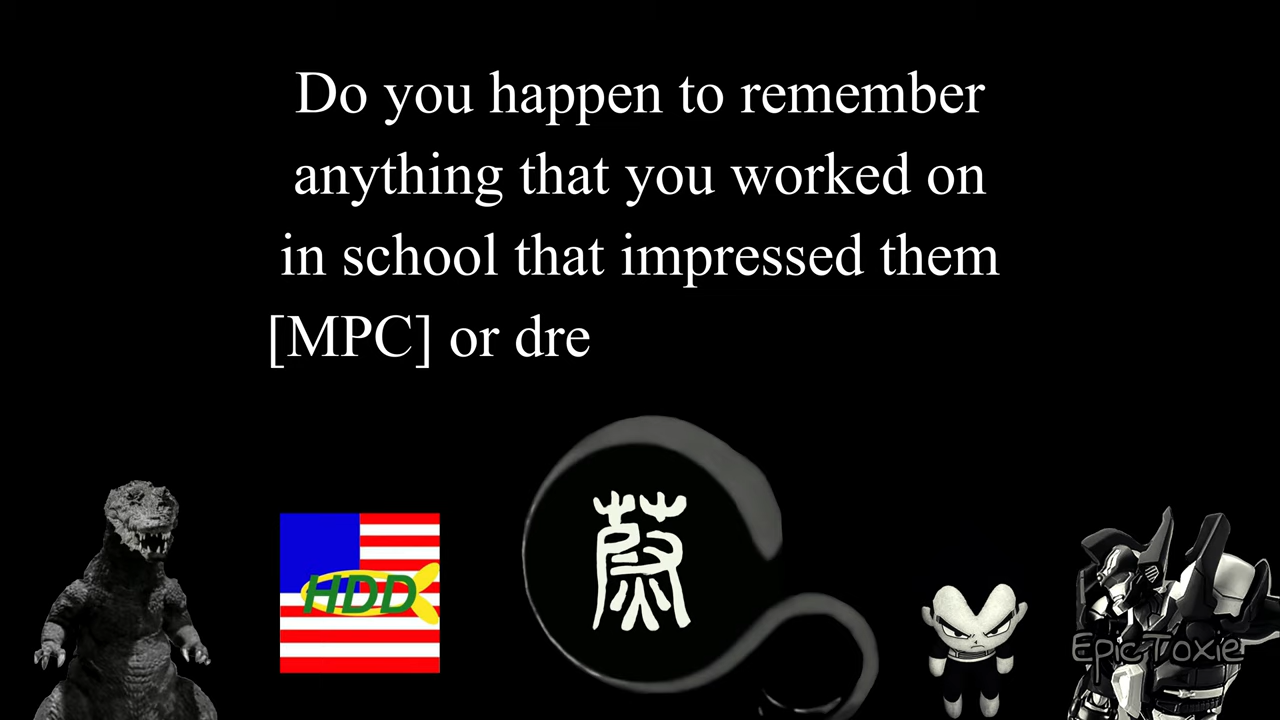 Do you happen to remember
anything that you worked on
in school that impressed them
[MPC] or dre
HDD
EpicToxie